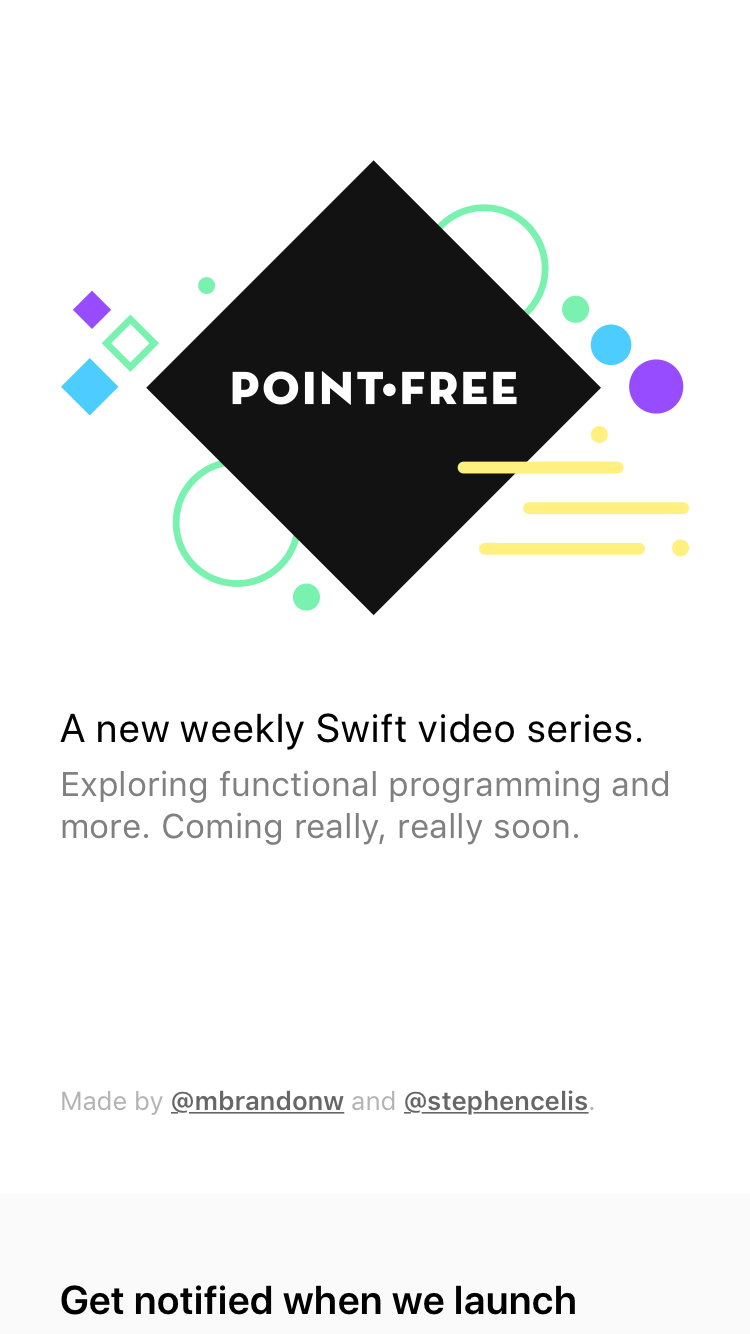 POINT•FREE
A new weekly Swift video series.
Exploring functional programming and
more. Coming really, really soon.
Made by @mbrandonw and @stephencelis.
Get notified when we launch